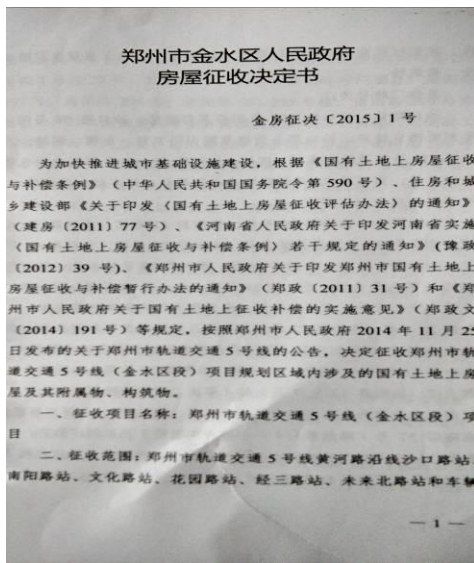 郑州市金水区人民政府
房屋征收决定书
金房征决〔2015〕1号
为加快推进城市基础设施建设，根据《国有土地上房屋征收
与补偿条例》（中华人民共和国国务院令第590号）、住房和城
乡建设部《关于印发〈国有土地上房屋征收评估办法〉的通知》
（建房〔2011〕77号）、《河南省人民政府关于印发河南省实施
〈国有土地上房屋征收与补偿条例〉若干规定的通知》（豫政
〔2012〕39号）、《郑州市人民政府关于印发郑州市国有土地上
房屋征收与补偿暂行办法的通知》（郑政〔2011〕31号）和《郑
州市人民政府关于国有土地上征收补偿的实施意见》（郑政文
〔2014〕191号）等规定，按照郑州市人民政府2014年11月25
日发布的关于郑州市轨道交通5号线的公告，决定征收郑州市轨
道交通5号线（金水区段）项目规划区域内涉及的国有土地上房
屋及其附属物、构筑物。
一、征收项目名称：郑州市轨道交通5号线（金水区段）项
目
二、征收范围：郑州市轨道交通5号线黄河路沿线沙口路站、
南阳路站、文化路站、花园路站、经三路站、未来北路站和车辆
— 1 —